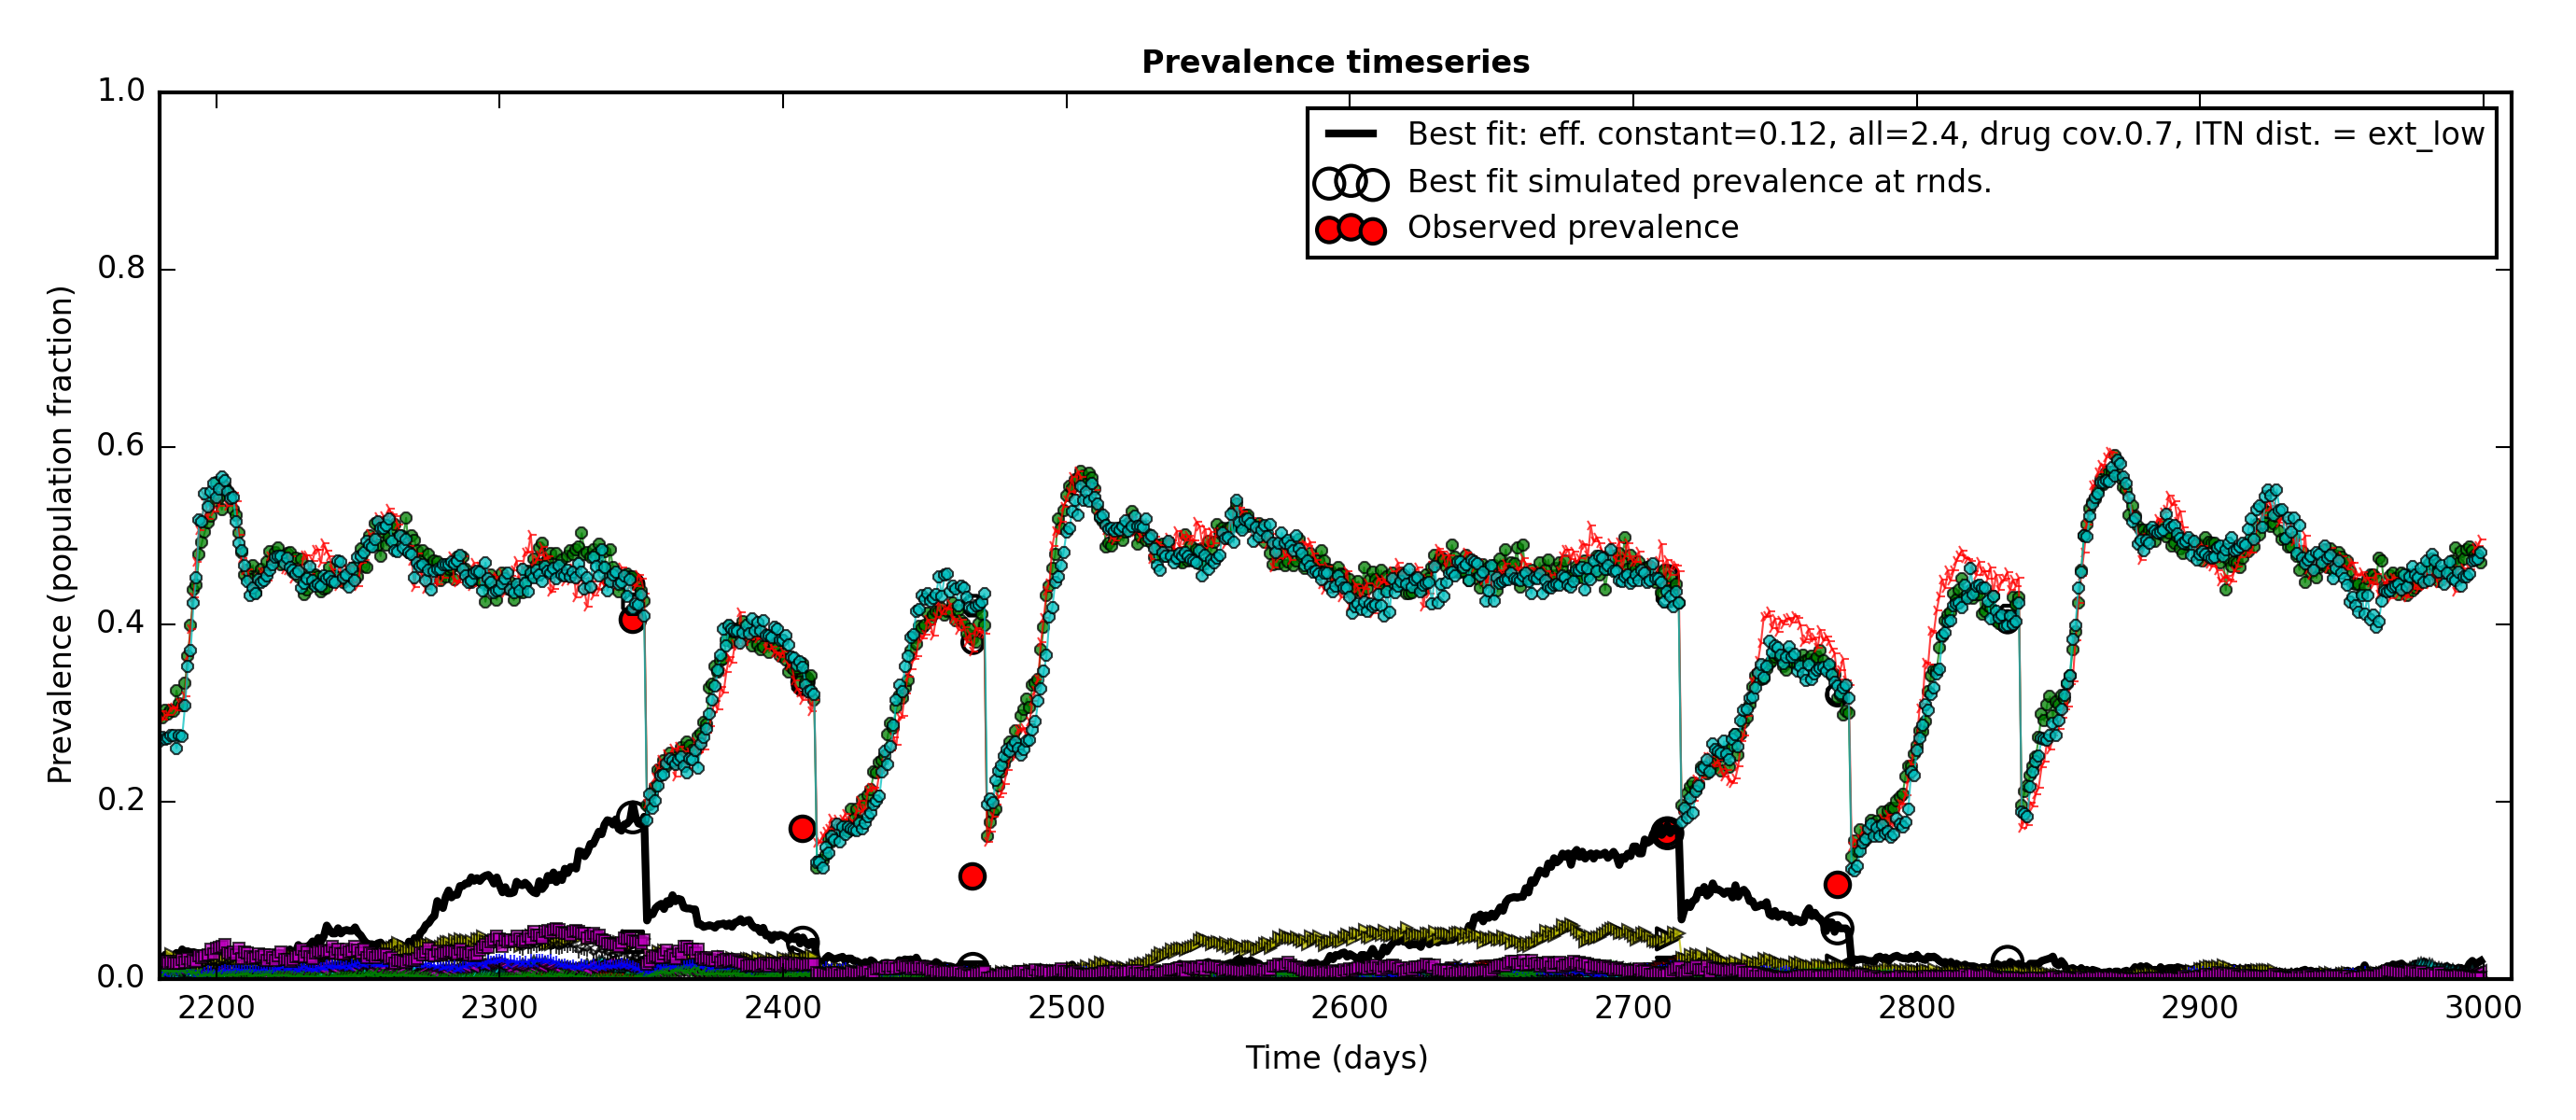 Prevalence timeseries
1.0
0.8
0.6
0.4
0.2
0.0
Prevalence (population fraction)
Best fit: eff. constant=0.12, all=2.4, drug cov.0.7, ITN dist. = ext_low
Best fit simulated prevalence at rnds.
Observed prevalence
2200 2300 2400 2500 2600 2700 2800 2900 3000
Time (days)